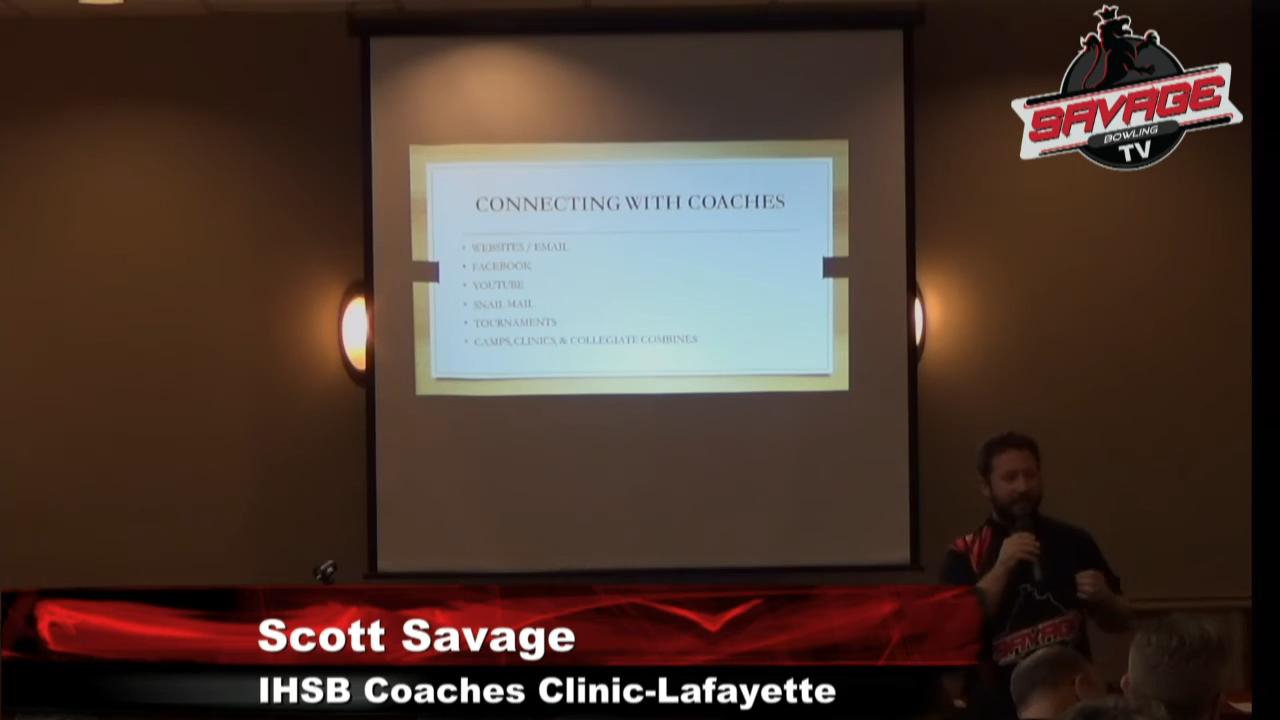 SAVAGE
BOWLING
TV
CONNECTING WITH COACHES
• WEBSITES / EMAIL
• FACEBOOK
• YOUTUBE
• SNAIL MAIL
• TOURNAMENTS
• CAMPS, CLINICS, & COLLEGIATE COMBINES
SAVAGE
Scott Savage
IHSB Coaches Clinic-Lafayette